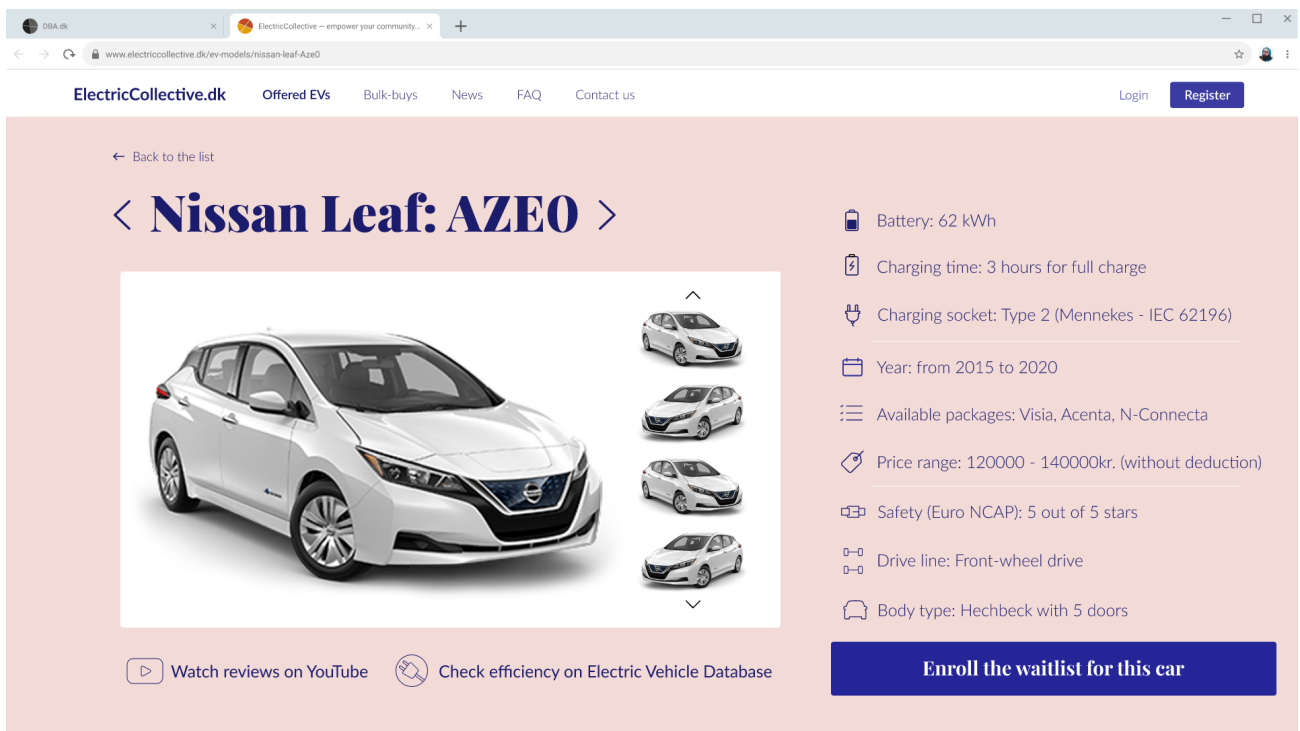 DBA.dk
ElectricCollective — empower your community...
www.electriccollective.dk/ev-models/nissan-leaf-Aze0
ElectricCollective.dk
Offered EVs
Bulk-buys
News
FAQ
Contact us
Login
Register
Back to the list
Nissan Leaf: AZE0
Battery: 62 kWh
Charging time: 3 hours for full charge
Charging socket: Type 2 (Mennekes - IEC 62196)
Year: from 2015 to 2020
Available packages: Visia, Acenta, N-Connecta
Price range: 120000 - 140000kr. (without deduction)
Safety (Euro NCAP): 5 out of 5 stars
Drive line: Front-wheel drive
Body type: Hechbeck with 5 doors
Watch reviews on YouTube
Check efficiency on Electric Vehicle Database
Enroll the waitlist for this car